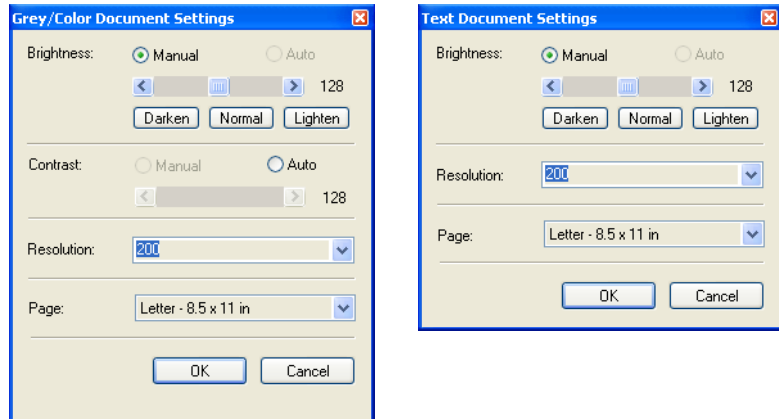 Grey/Color Document Settings
Brightness: Manual Auto
128
Darken Normal Lighten
Contrast: Manual Auto
128
Resolution: 200
Page: Letter - 8.5 x 11 in
OK Cancel
Text Document Settings
Brightness: Manual Auto
128
Darken Normal Lighten
Resolution: 200
Page: Letter - 8.5 x 11 in
OK Cancel